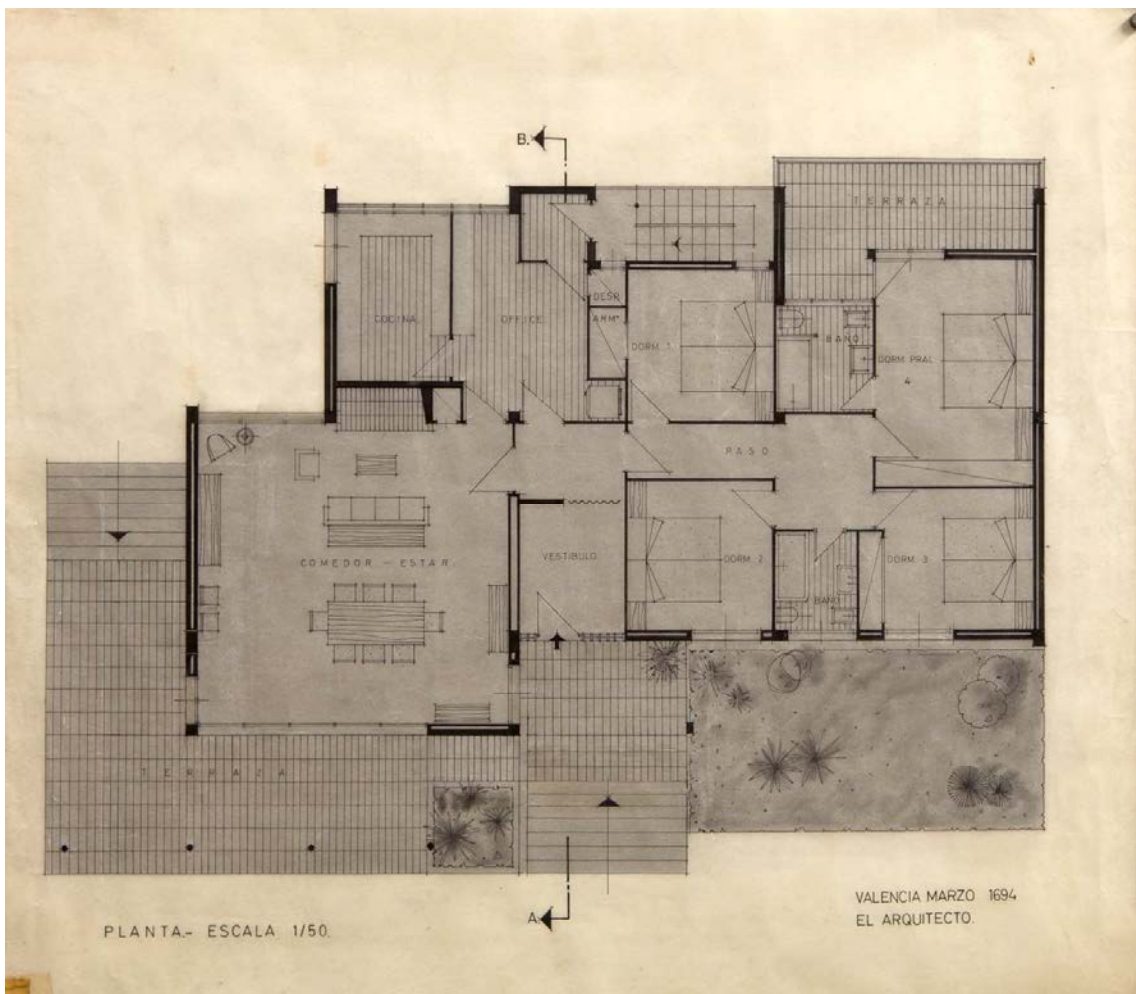 B.
TERRAZA
COCINA
OFFICE
DESP.
ARMº
DORM. 1
BAÑO
DORM. PRAL
4
PASO
COMEDOR - ESTAR.
VESTIBULO
DORM. 2
BAÑO
DORM. 3
TERRAZA
A.
PLANTA.- ESCALA 1/50.
VALENCIA MARZO 1694
EL ARQUITECTO.